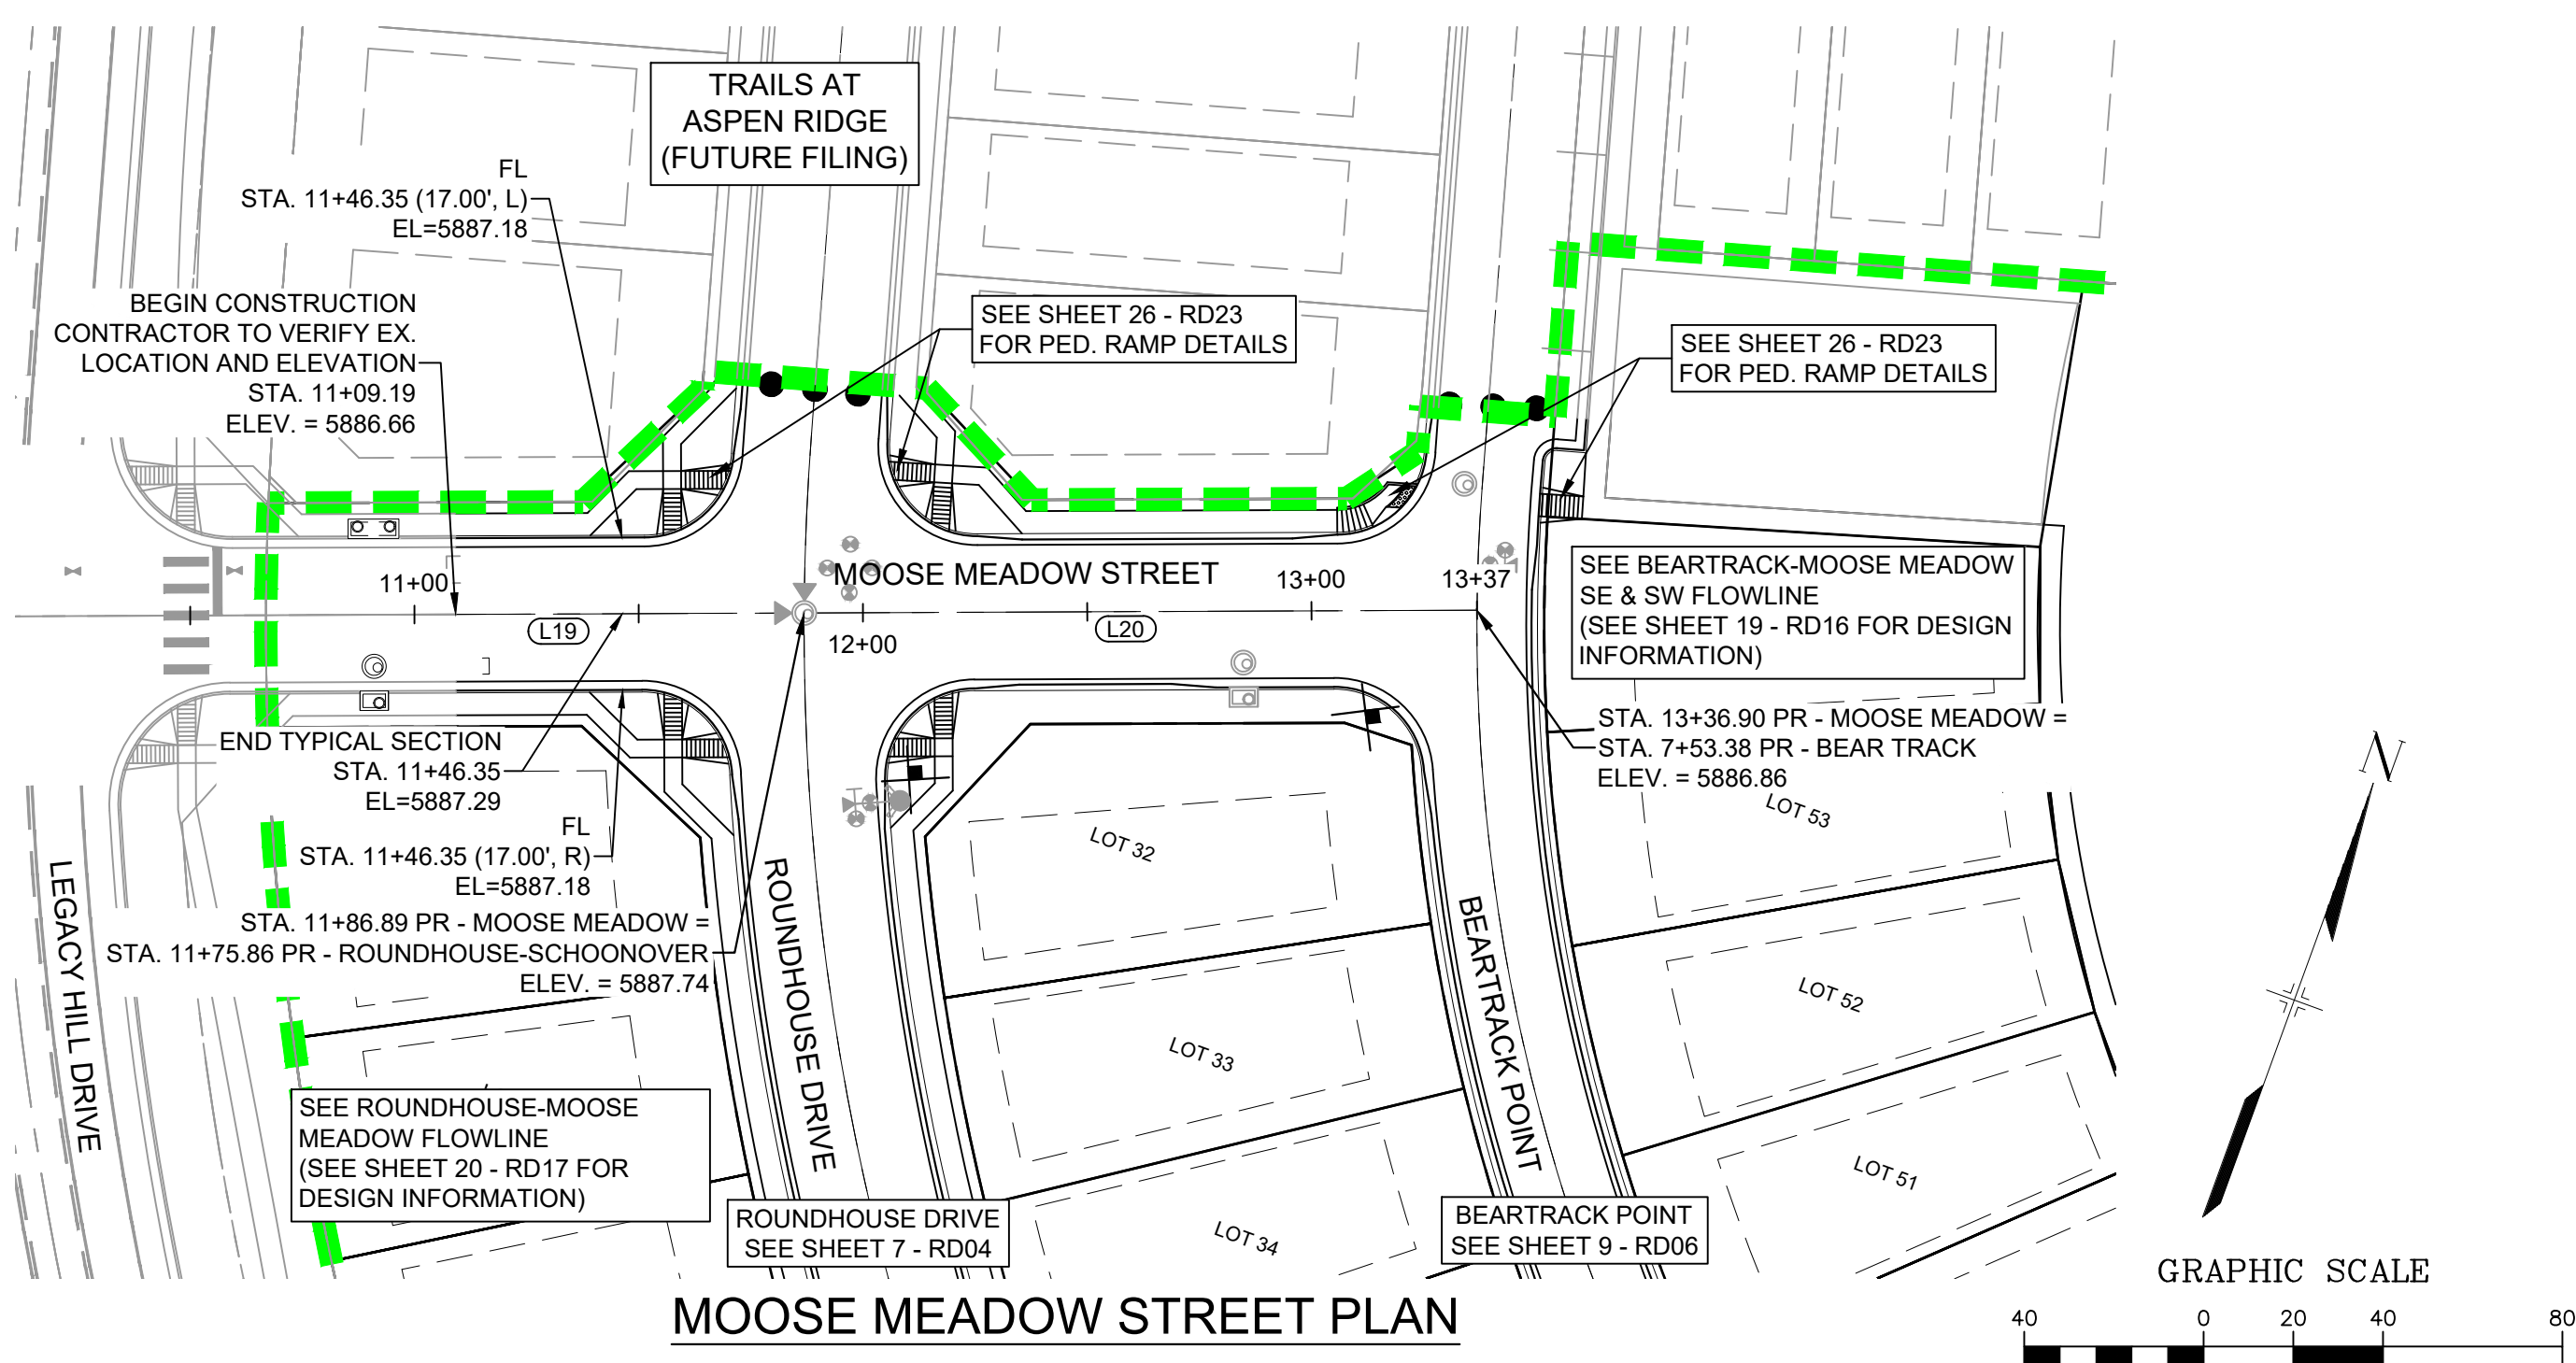 TRAILS AT
ASPEN RIDGE
(FUTURE FILING)
FL
STA. 11+46.35 (17.00', L)
EL=5887.18
BEGIN CONSTRUCTION
CONTRACTOR TO VERIFY EX.
LOCATION AND ELEVATION
STA. 11+09.19
ELEV. = 5886.66
SEE SHEET 26 - RD23
FOR PED. RAMP DETAILS
SEE SHEET 26 - RD23
FOR PED. RAMP DETAILS
11+00
MOOSE MEADOW STREET
13+00
13+37
L19
12+00
L20
SEE BEARTRACK-MOOSE MEADOW
SE & SW FLOWLINE
(SEE SHEET 19 - RD16 FOR DESIGN
INFORMATION)
END TYPICAL SECTION
STA. 11+46.35
EL=5887.29
STA. 13+36.90 PR - MOOSE MEADOW =
STA. 7+53.38 PR - BEAR TRACK
ELEV. = 5886.86
FL
STA. 11+46.35 (17.00', R)
EL=5887.18
STA. 11+86.89 PR - MOOSE MEADOW =
STA. 11+75.86 PR - ROUNDHOUSE-SCHOONOVER
ELEV. = 5887.74
LEGACY HILL DRIVE
ROUNDHOUSE DRIVE
BEARTRACK POINT
LOT 32
LOT 33
LOT 34
LOT 53
LOT 52
LOT 51
N
SEE ROUNDHOUSE-MOOSE
MEADOW FLOWLINE
(SEE SHEET 20 - RD17 FOR
DESIGN INFORMATION)
ROUNDHOUSE DRIVE
SEE SHEET 7 - RD04
BEARTRACK POINT
SEE SHEET 9 - RD06
MOOSE MEADOW STREET PLAN
GRAPHIC SCALE
40 0 20 40 80